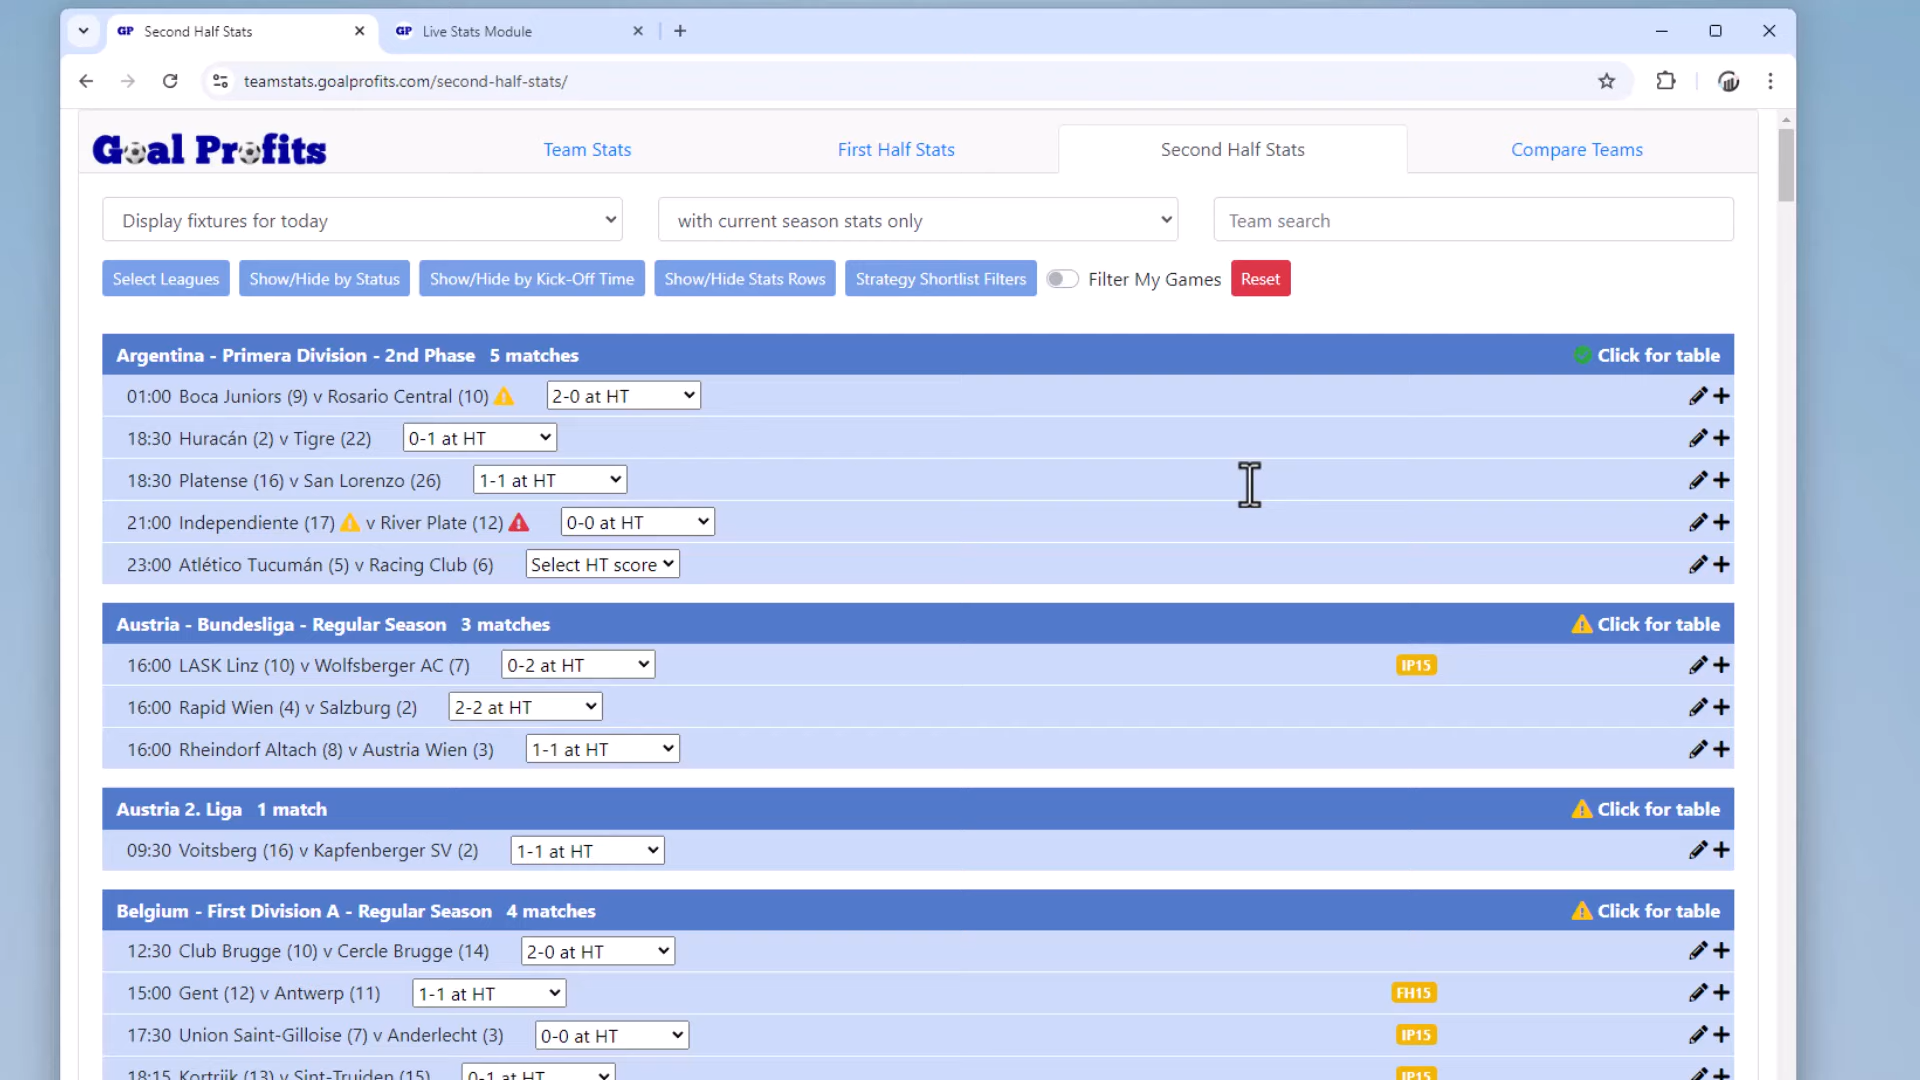 GP Second Half Stats
GP Live Stats Module
teamstats.goalprofits.com/second-half-stats/
Goal Profits
Team Stats
First Half Stats
Second Half Stats
Compare Teams
Display fixtures for today
with current season stats only
Team search
Select Leagues
Show/Hide by Status
Show/Hide by Kick-Off Time
Show/Hide Stats Rows
Strategy Shortlist Filters
Filter My Games
Reset
Argentina - Primera Division - 2nd Phase 5 matches Click for table
01:00 Boca Juniors (9) v Rosario Central (10) 2-0 at HT
18:30 Huracán (2) v Tigre (22) 0-1 at HT
18:30 Platense (16) v San Lorenzo (26) 1-1 at HT
21:00 Independiente (17) v River Plate (12) 0-0 at HT
23:00 Atlético Tucumán (5) v Racing Club (6) Select HT score
Austria - Bundesliga - Regular Season 3 matches Click for table
16:00 LASK Linz (10) v Wolfsberger AC (7) 0-2 at HT IP15
16:00 Rapid Wien (4) v Salzburg (2) 2-2 at HT
16:00 Rheindorf Altach (8) v Austria Wien (3) 1-1 at HT
Austria 2. Liga 1 match Click for table
09:30 Voitsberg (16) v Kapfenberger SV (2) 1-1 at HT
Belgium - First Division A - Regular Season 4 matches Click for table
12:30 Club Brugge (10) v Cercle Brugge (14) 2-0 at HT
15:00 Gent (12) v Antwerp (11) 1-1 at HT FH15
17:30 Union Saint-Gilloise (7) v Anderlecht (3) 0-0 at HT IP15
18:15 Kortrijk (13) v Sint-Truiden (15) 0-1 at HT IP15